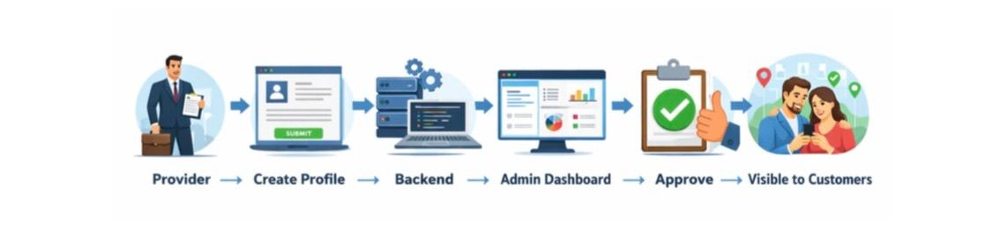 SUBMIT
Provider → Create Profile → Backend → Admin Dashboard → Approve → Visible to Customers